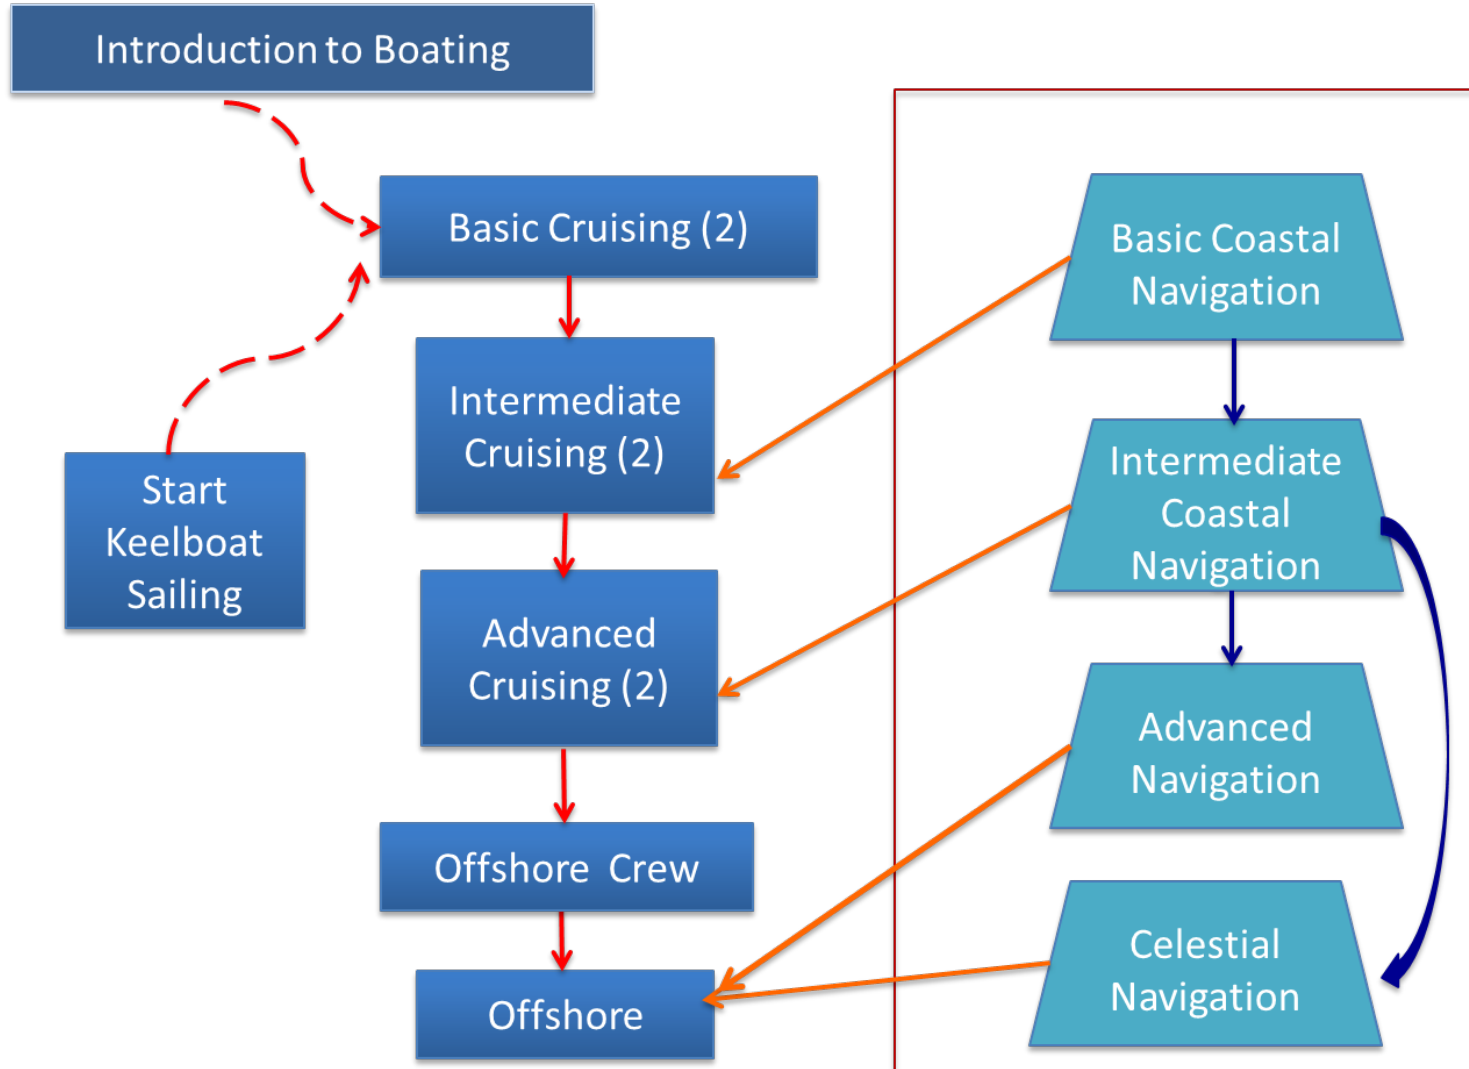 Introduction to Boating
Basic Cruising (2)
Intermediate
Cruising (2)
Start
Keelboat
Sailing
Advanced
Cruising (2)
Offshore Crew
Offshore
Basic Coastal
Navigation
Intermediate
Coastal
Navigation
Advanced
Navigation
Celestial
Navigation